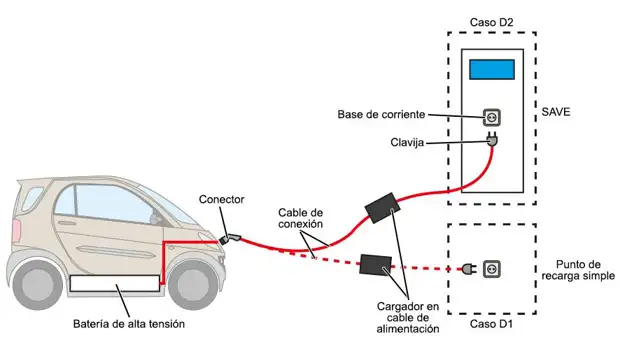 Caso D2
Base de corriente
SAVE
Clavija
Conector
Cable de
conexión
Punto de
recarga simple
Cargador en
cable de
alimentación
Caso D1
Batería de alta tensión